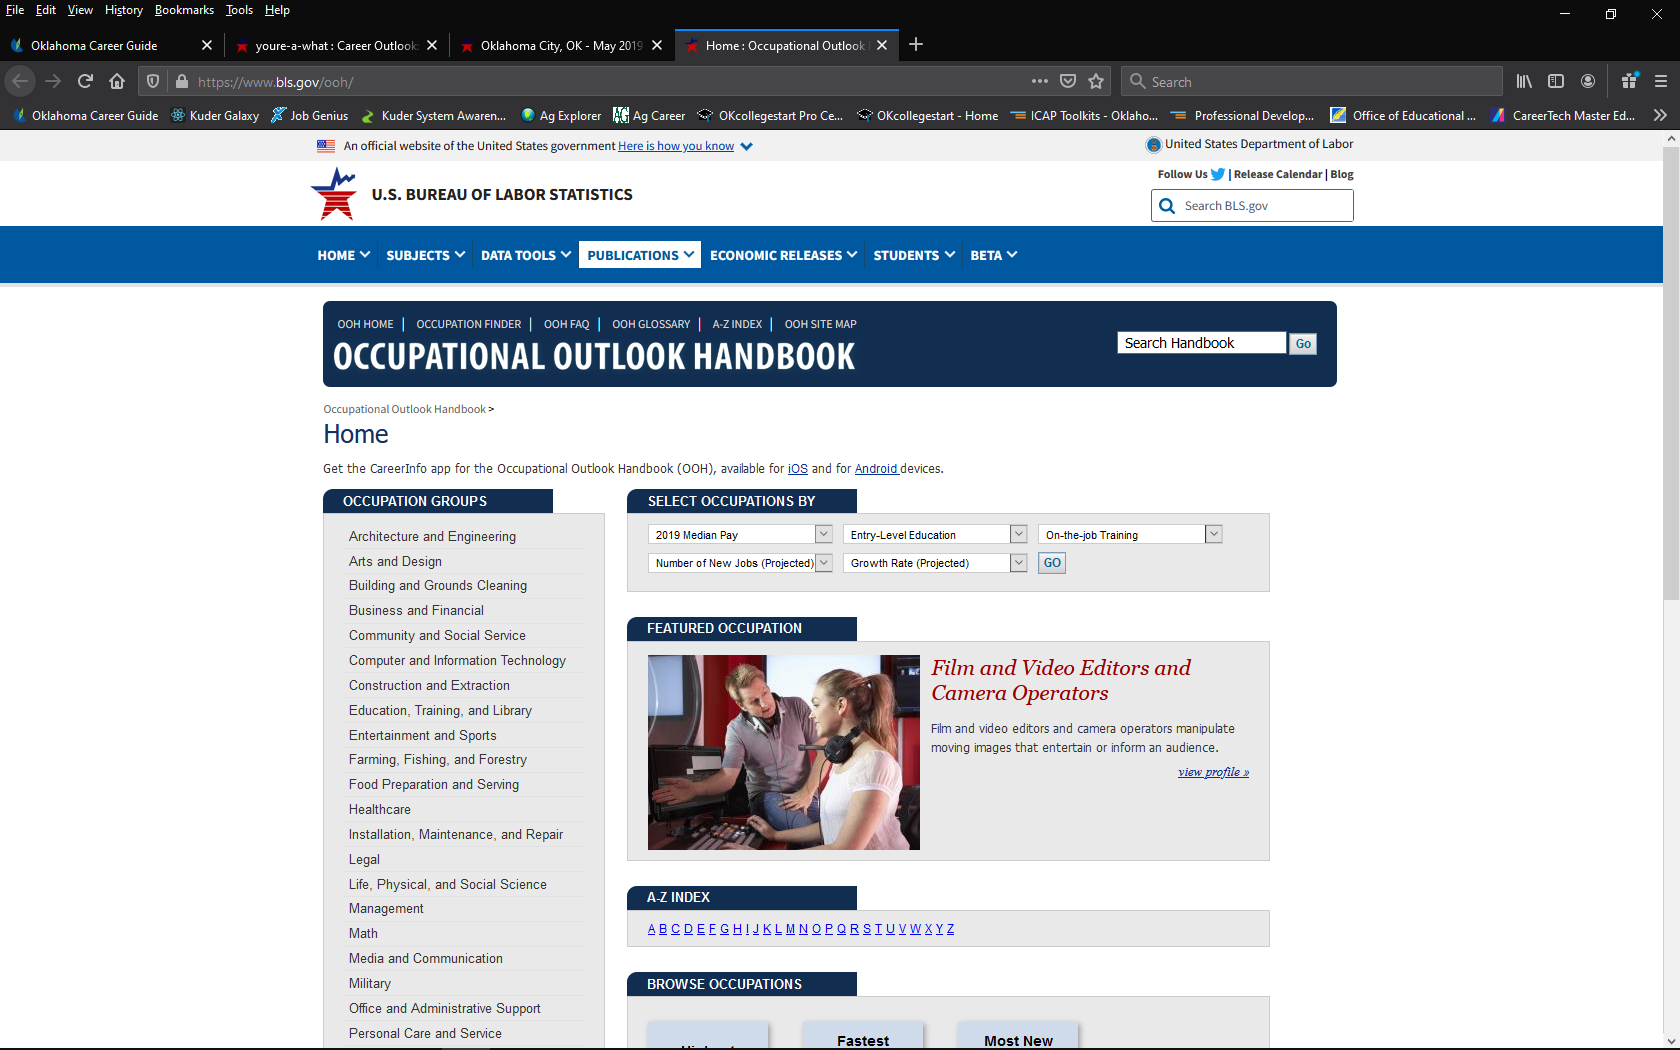 File Edit View History Bookmarks Tools Help
Oklahoma Career Guide
youre-a-what : Career Outlook:
Oklahoma City, OK - May 2019
Home : Occupational Outlook
https://www.bls.gov/ooh/
Search
Oklahoma Career Guide Kuder Galaxy Job Genius Kuder System Awaren... Ag Explorer Ag Career OKcollegestart Pro Ce... OKcollegestart - Home ICAP Toolkits - Oklaho... Professional Develop... Office of Educational ... CareerTech Master Ed...
An official website of the United States government Here is how you know
United States Department of Labor
Follow Us | Release Calendar | Blog
U.S. BUREAU OF LABOR STATISTICS
Search BLS.gov
HOME SUBJECTS DATA TOOLS PUBLICATIONS ECONOMIC RELEASES STUDENTS BETA
OOH HOME | OCCUPATION FINDER | OOH FAQ | OOH GLOSSARY | A-Z INDEX | OOH SITE MAP
OCCUPATIONAL OUTLOOK HANDBOOK
Search Handbook Go
Occupational Outlook Handbook >
Home
Get the CareerInfo app for the Occupational Outlook Handbook (OOH), available for iOS and for Android devices.
OCCUPATION GROUPS
Architecture and Engineering
Arts and Design
Building and Grounds Cleaning
Business and Financial
Community and Social Service
Computer and Information Technology
Construction and Extraction
Education, Training, and Library
Entertainment and Sports
Farming, Fishing, and Forestry
Food Preparation and Serving
Healthcare
Installation, Maintenance, and Repair
Legal
Life, Physical, and Social Science
Management
Math
Media and Communication
Military
Office and Administrative Support
Personal Care and Service
SELECT OCCUPATIONS BY
2019 Median Pay Entry-Level Education On-the-job Training
Number of New Jobs (Projected) Growth Rate (Projected) GO
FEATURED OCCUPATION
Film and Video Editors and
Camera Operators
Film and video editors and camera operators manipulate
moving images that entertain or inform an audience.
view profile »
A-Z INDEX
A B C D E F G H I J K L M N O P Q R S T U V W X Y Z
BROWSE OCCUPATIONS
Fastest Most New